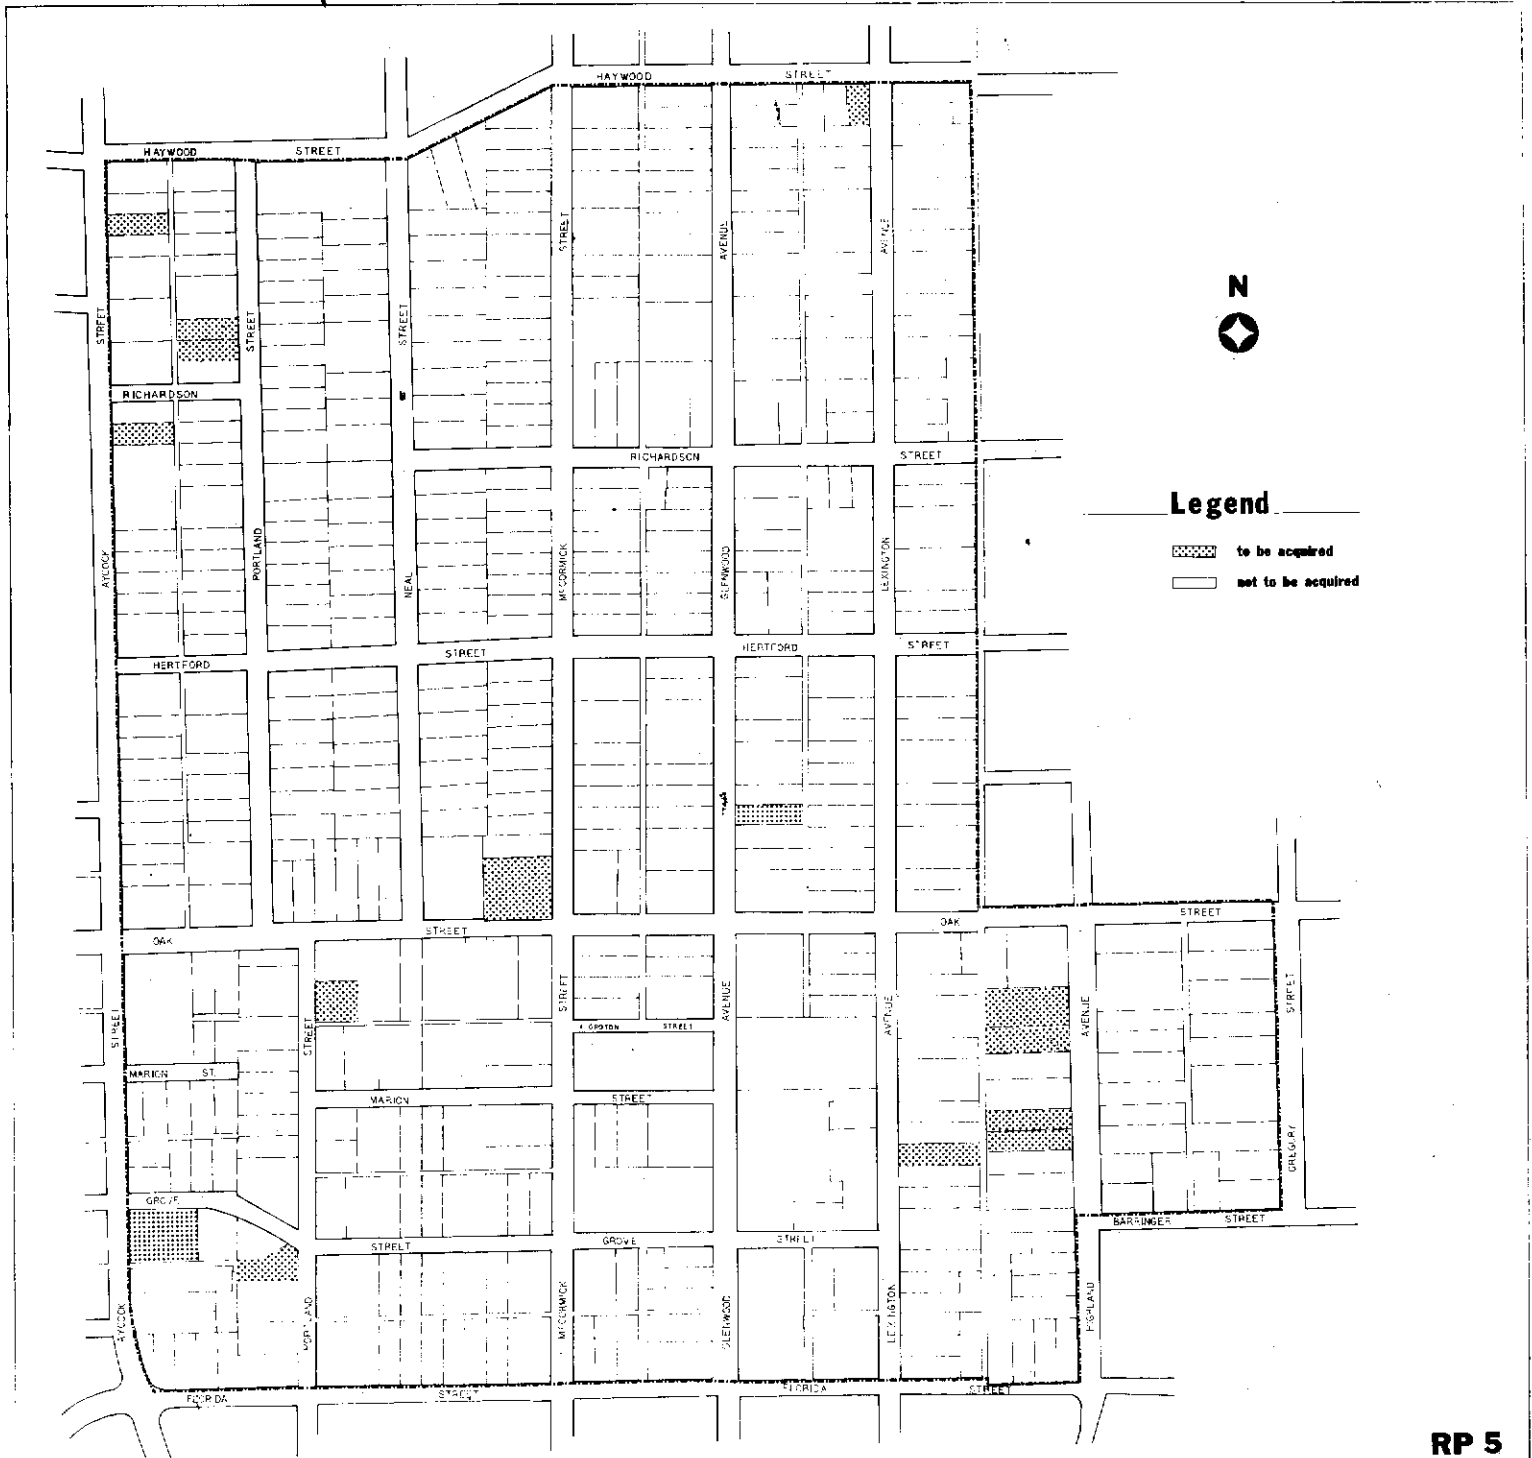 HAYWOOD STREET
HAYWOOD STREET
N
STREET
AVENUE
STREET
STREET
STREET
RICHARDSON
RICHARDSON STREET
Legend
to be acquired
not to be acquired
AYCOCK
PORTLAND
NEAL
McCORMICK
GLENWOOD
LEXINGTON
HERTFORD STREET
HERTFORD STREET
OAK STREET
OAK STREET
STREET
STREET
STREET
AVENUE
AVENUE
AVENUE
STREET
STREET
MARION ST.
MARION STREET
GREGORY
GROVE
STREET
GROVE STREET
BARRINGER STREET
AYCOCK
PORTLAND
McCORMICK
GLENWOOD
LEXINGTON
HIGHLAND
FLORIDA STREET
FLORIDA STREET
RP 5